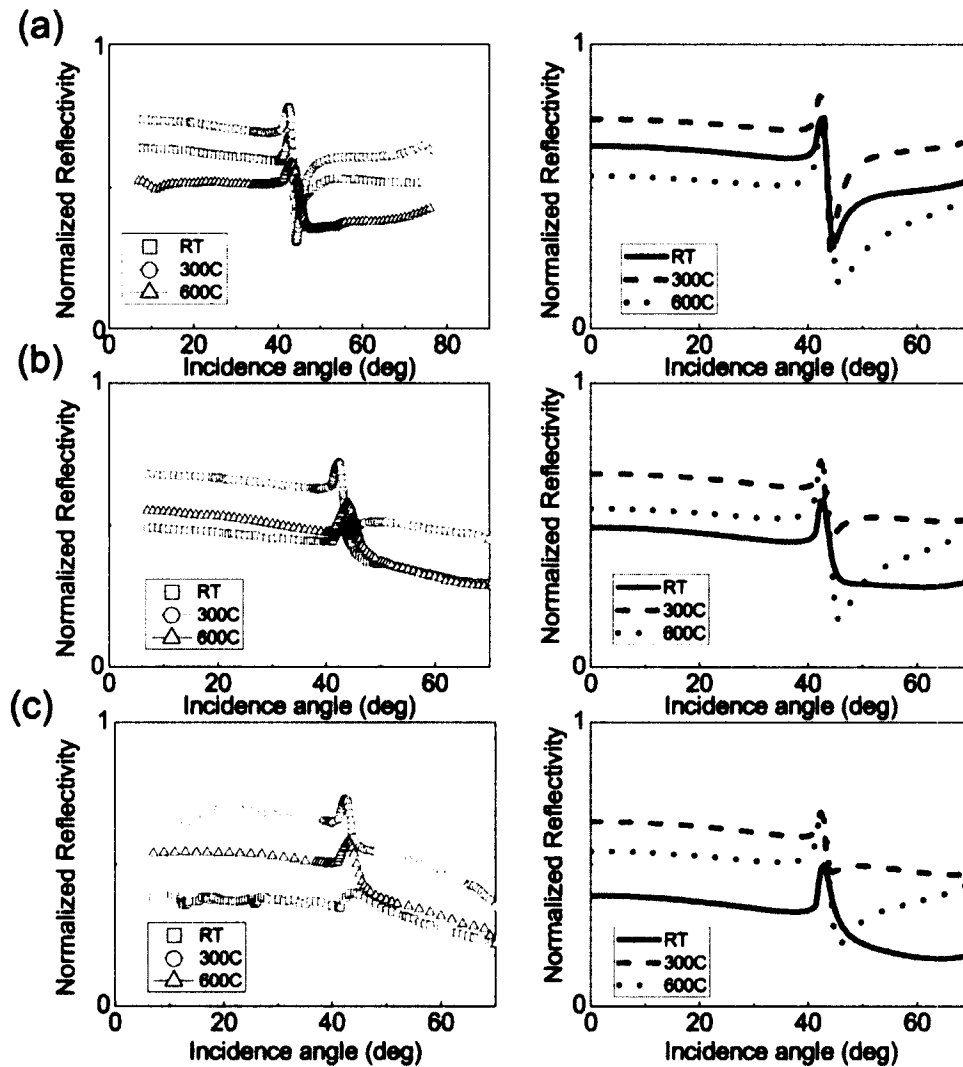 (a)
1
Normalized Reflectivity
0
RT
300C
600C
0 20 40 60 80
Incidence angle (deg)
1
Normalized Reflectivity
0
RT
300C
600C
0 20 40 60
Incidence angle (deg)
(b)
1
Normalized Reflectivity
0
RT
300C
600C
0 20 40 60
Incidence angle (deg)
1
Normalized Reflectivity
0
RT
300C
600C
0 20 40 60
Incidence angle (deg)
(c)
1
Normalized Reflectivity
0
RT
300C
600C
0 20 40 60
Incidence angle (deg)
1
Normalized Reflectivity
0
RT
300C
600C
0 20 40 60
Incidence angle (deg)